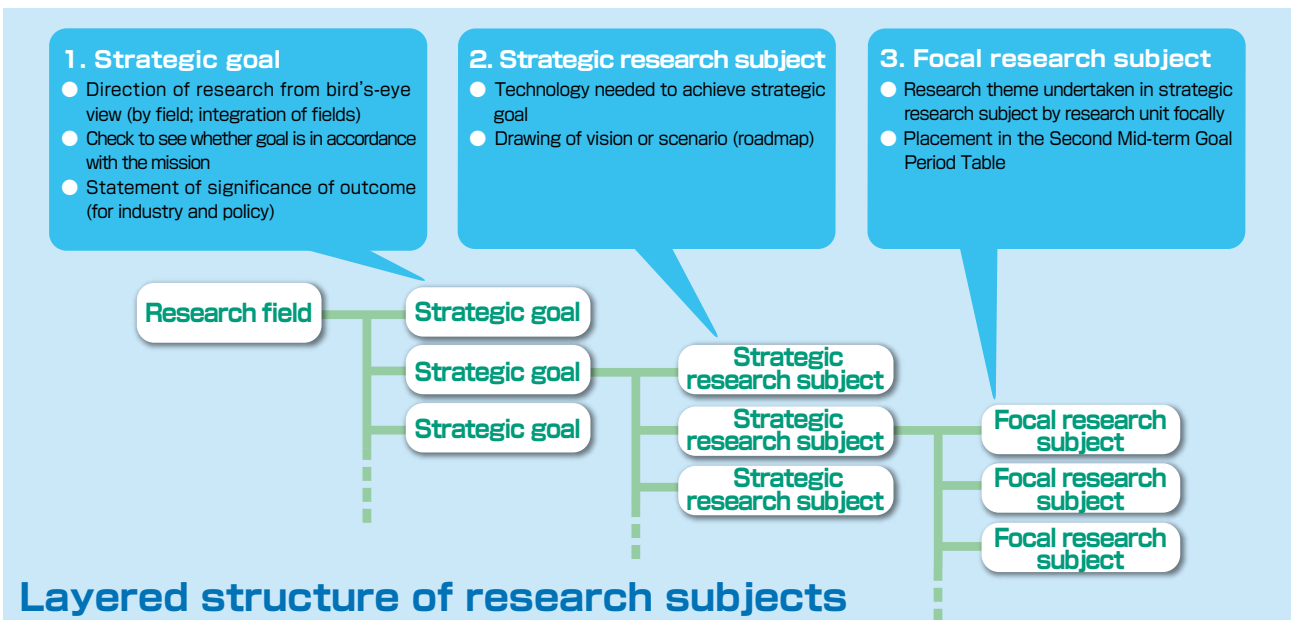 1. Strategic goal
● Direction of research from bird's-eye
view (by field; integration of fields)
● Check to see whether goal is in accordance
with the mission
● Statement of significance of outcome
(for industry and policy)
2. Strategic research subject
● Technology needed to achieve strategic
goal
● Drawing of vision or scenario (roadmap)
3. Focal research subject
● Research theme undertaken in strategic
research subject by research unit focally
● Placement in the Second Mid-term Goal
Period Table
Research field
Strategic goal
Strategic goal
Strategic goal
Strategic
research subject
Strategic
research subject
Strategic
research subject
Focal research
subject
Focal research
subject
Focal research
subject
Layered structure of research subjects